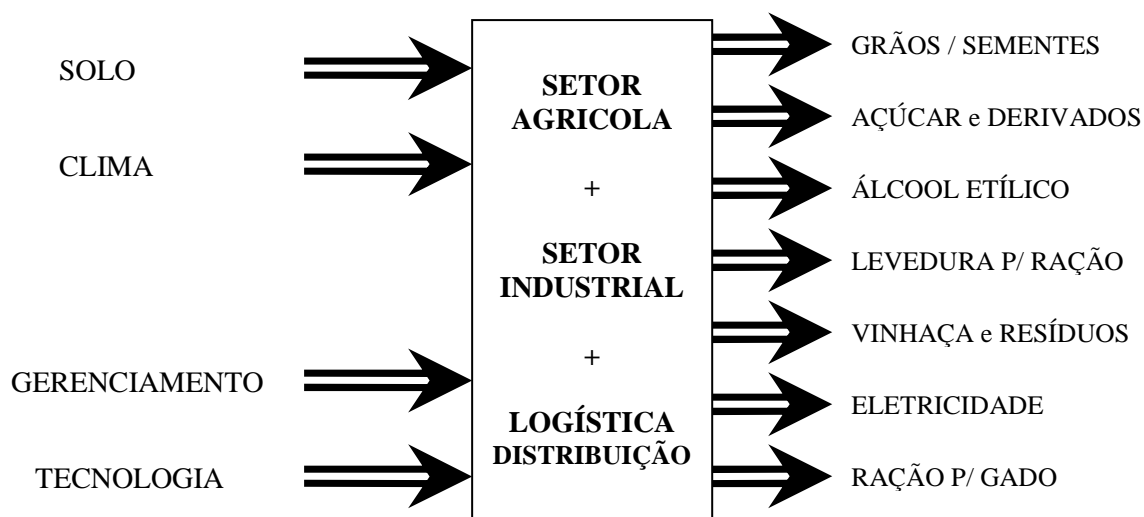 SOLO
CLIMA
GERENCIAMENTO
TECNOLOGIA
SETOR
AGRICOLA
+
SETOR
INDUSTRIAL
+
LOGÍSTICA
DISTRIBUIÇÃO
GRÃOS / SEMENTES
AÇÚCAR e DERIVADOS
ÁLCOOL ETÍLICO
LEVEDURA P/ RAÇÃO
VINHAÇA e RESÍDUOS
ELETRICIDADE
RAÇÃO P/ GADO